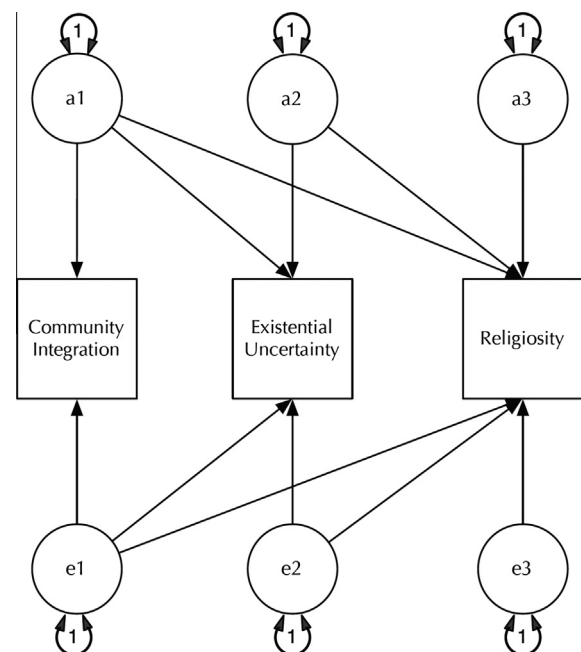 1 1 1
a1 a2 a3
Community
Integration
Existential
Uncertainty
Religiosity
e1 e2 e3
1 1 1